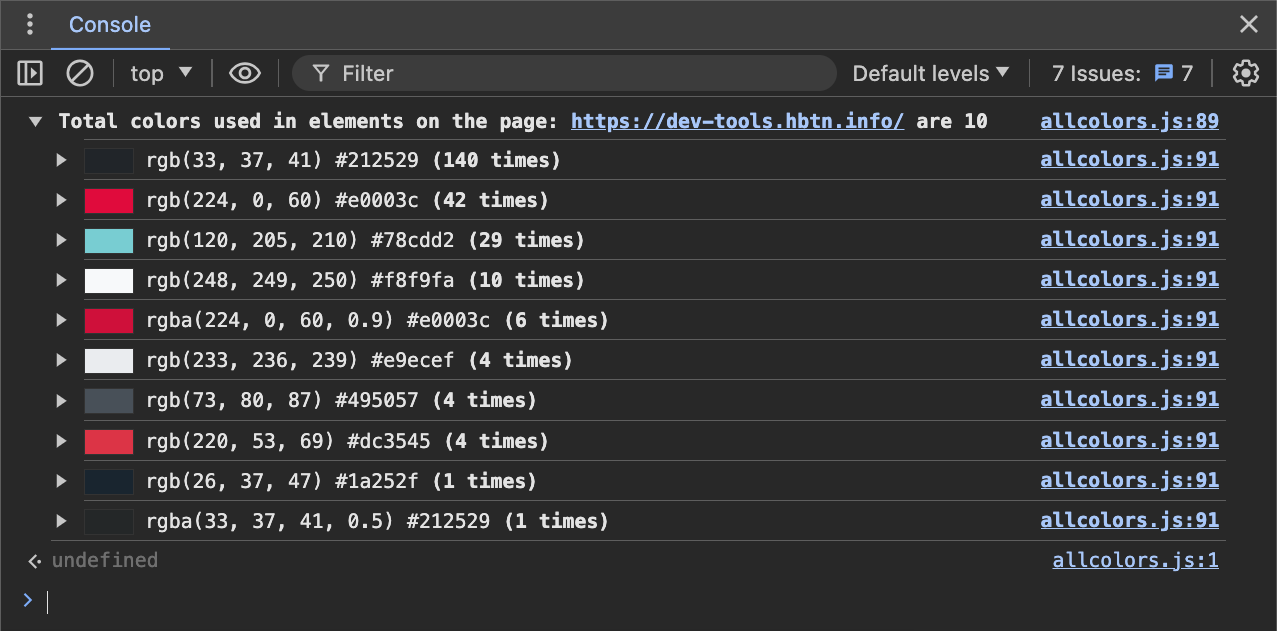 Console
top Filter Default levels 7 Issues: 7
Total colors used in elements on the page: https://dev-tools.hbtn.info/ are 10 allcolors.js:89
rgb(33, 37, 41) #212529 (140 times) allcolors.js:91
rgb(224, 0, 60) #e0003c (42 times) allcolors.js:91
rgb(120, 205, 210) #78cdd2 (29 times) allcolors.js:91
rgb(248, 249, 250) #f8f9fa (10 times) allcolors.js:91
rgba(224, 0, 60, 0.9) #e0003c (6 times) allcolors.js:91
rgb(233, 236, 239) #e9ecef (4 times) allcolors.js:91
rgb(73, 80, 87) #495057 (4 times) allcolors.js:91
rgb(220, 53, 69) #dc3545 (4 times) allcolors.js:91
rgb(26, 37, 47) #1a252f (1 times) allcolors.js:91
rgba(33, 37, 41, 0.5) #212529 (1 times) allcolors.js:91
undefined allcolors.js:1